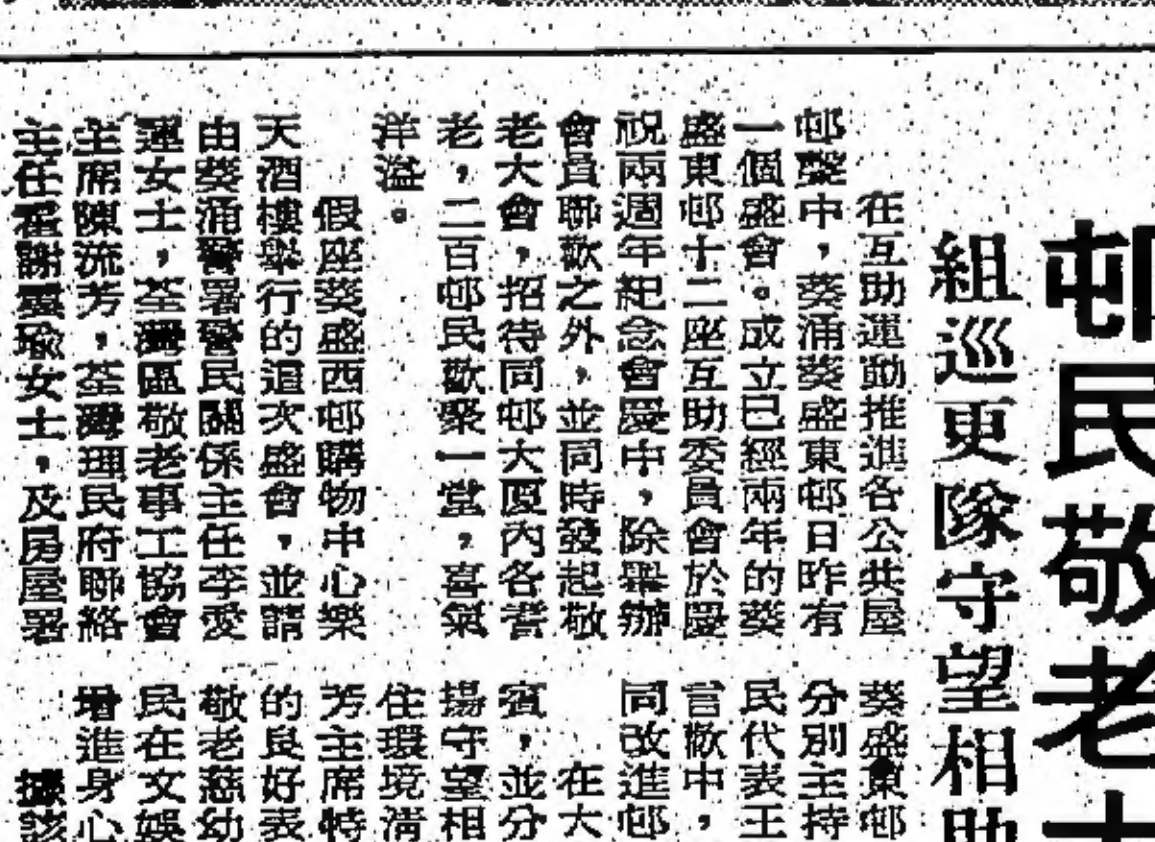 邨民敬老大
組巡更隊守望相助
在互助運動推進各公共屋
邨聲中，葵涌葵盛東邨日昨有
一個盛會。成立已經兩年的葵
盛東邨十二座互助委員會於慶
祝兩週年紀念會慶中，除舉辦
會員聯歡之外，並同時發起敬
老大會，招待同邨大廈內各耆
老，二百邨民歡聚一堂，喜氣
洋溢。
假座葵盛西邨購物中心樂
天酒樓舉行的這次盛會，並請
由葵涌警署警民關係主任李愛
蓮女士，荃灣區敬老事工協會
主席陳流芳，荃灣理民府聯絡
主任霍謝靈瑜女士，及房屋署
葵盛東邨
分別主持
民代表王
言歡中，
同改進邨
在大
賓，並分
揚守望相
住環境清
芳主席特
的良好表
敬老慈幼
民在文娛
增進身心
據該